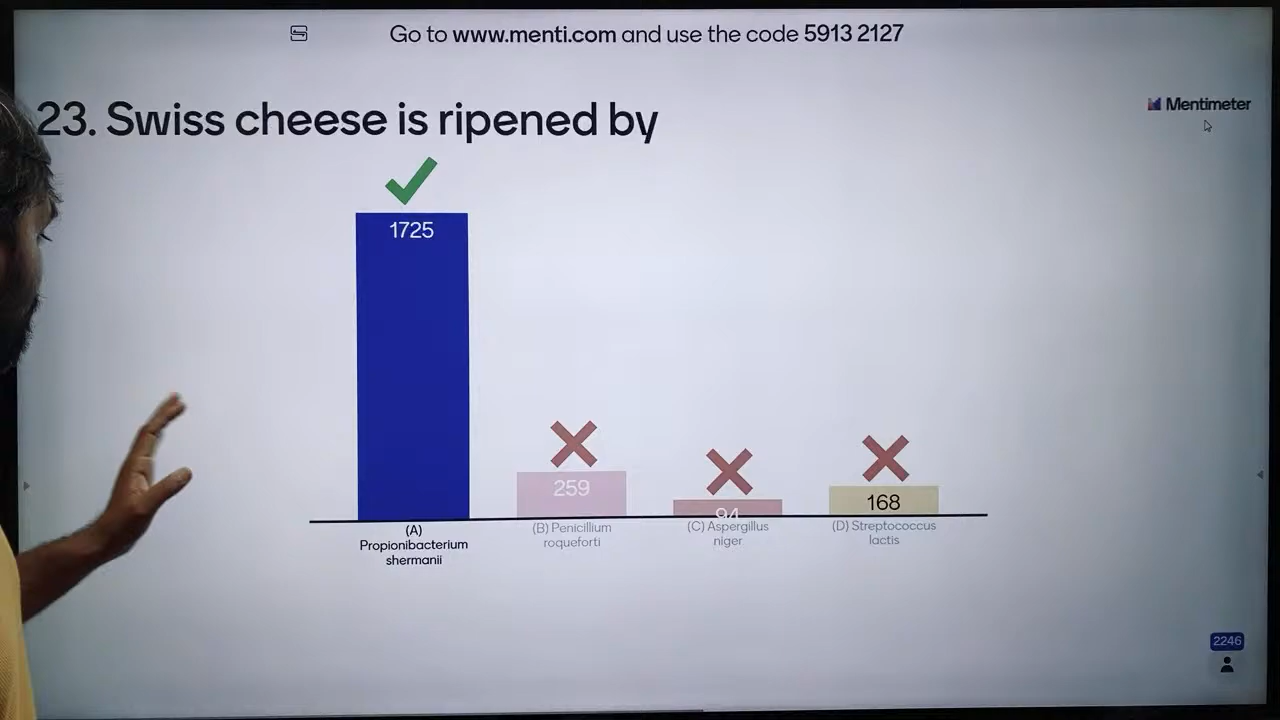 Go to www.menti.com and use the code 5913 2127
Mentimeter
23. Swiss cheese is ripened by
1725
259
94
168
(A)
Propionibacterium
shermanii
(B) Penicillium
roqueforti
(C) Aspergillus
niger
(D) Streptococcus
lactis
2246